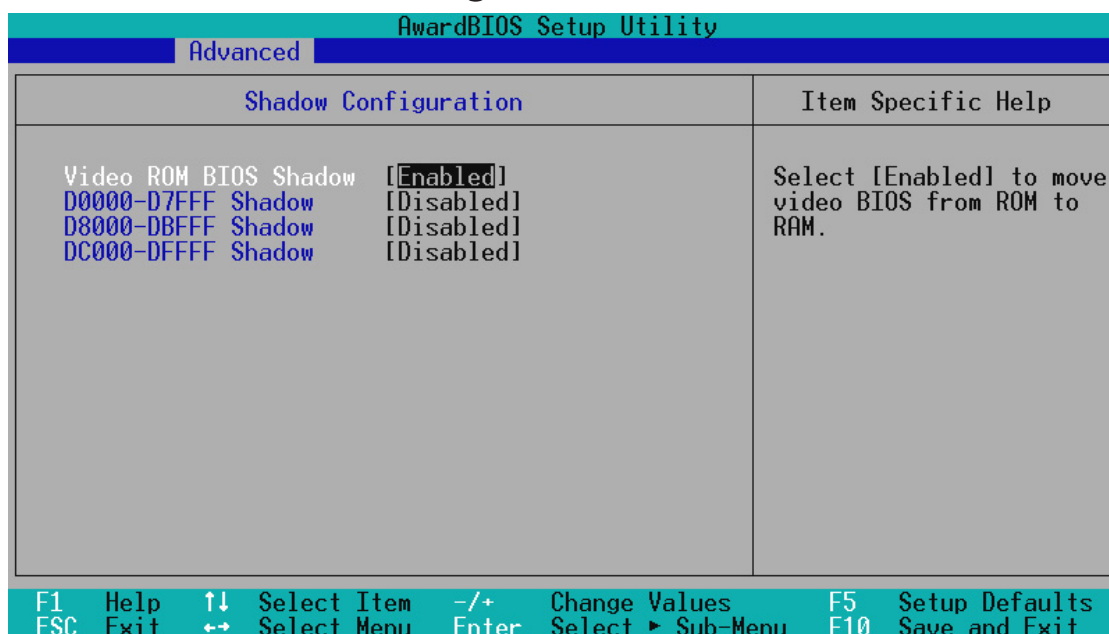 AwardBIOS Setup Utility
Advanced
Shadow Configuration
Item Specific Help
Video ROM BIOS Shadow [Enabled]
D0000-D7FFF Shadow [Disabled]
D8000-DBFFF Shadow [Disabled]
DC000-DFFFF Shadow [Disabled]
Select [Enabled] to move
video BIOS from ROM to
RAM.
F1 Help ↑↓ Select Item -/+ Change Values F5 Setup Defaults
ESC Exit ←→ Select Menu Enter Select ► Sub-Menu F10 Save and Exit